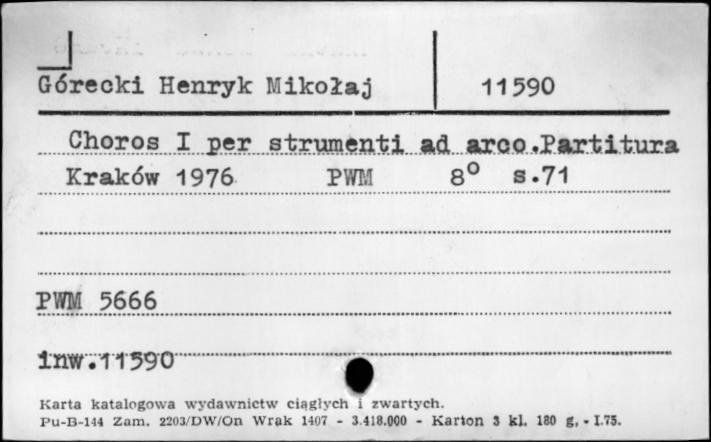 Górecki Henryk Mikołaj 11590
Choros I per strumenti ad arco.Partitura
Kraków 1976 PWM 8° s.71
PWM 5666
inw.11590
Karta katalogowa wydawnictw ciągłych i zwartych.
Pu-B-144 Zam. 2203/DW/On Wrak 1407 - 3.418.000 - Karton 3 kl. 180 g, - I.75.